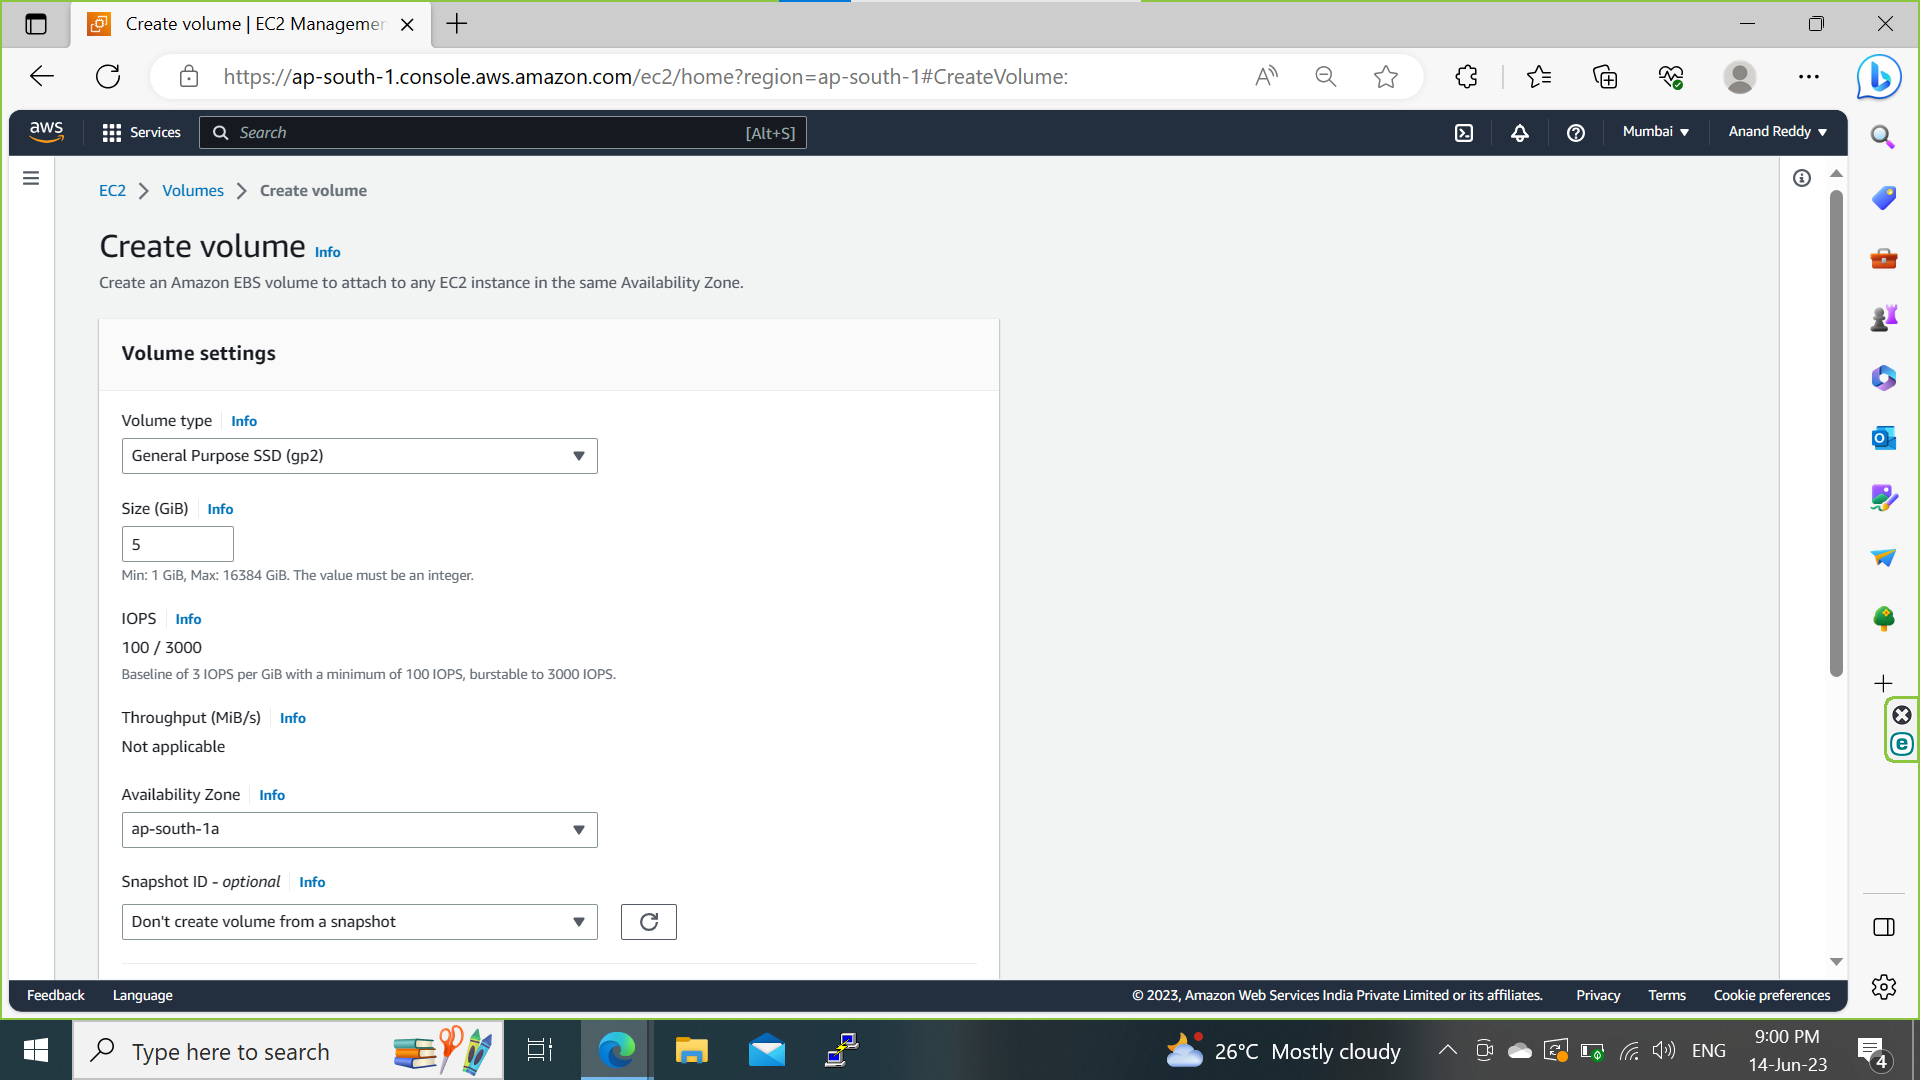 Create volume | EC2 Managemen
https://ap-south-1.console.aws.amazon.com/ec2/home?region=ap-south-1#CreateVolume:
aws
Services
Search
[Alt+S]
Mumbai
Anand Reddy
EC2
Volumes
Create volume
Create volume Info
Create an Amazon EBS volume to attach to any EC2 instance in the same Availability Zone.
Volume settings
Volume type Info
General Purpose SSD (gp2)
Size (GiB) Info
5
Min: 1 GiB, Max: 16384 GiB. The value must be an integer.
IOPS Info
100 / 3000
Baseline of 3 IOPS per GiB with a minimum of 100 IOPS, burstable to 3000 IOPS.
Throughput (MiB/s) Info
Not applicable
Availability Zone Info
ap-south-1a
Snapshot ID - optional Info
Don't create volume from a snapshot
Feedback
Language
© 2023, Amazon Web Services India Private Limited or its affiliates.
Privacy
Terms
Cookie preferences
Type here to search
26°C Mostly cloudy
ENG
9:00 PM
14-Jun-23
4